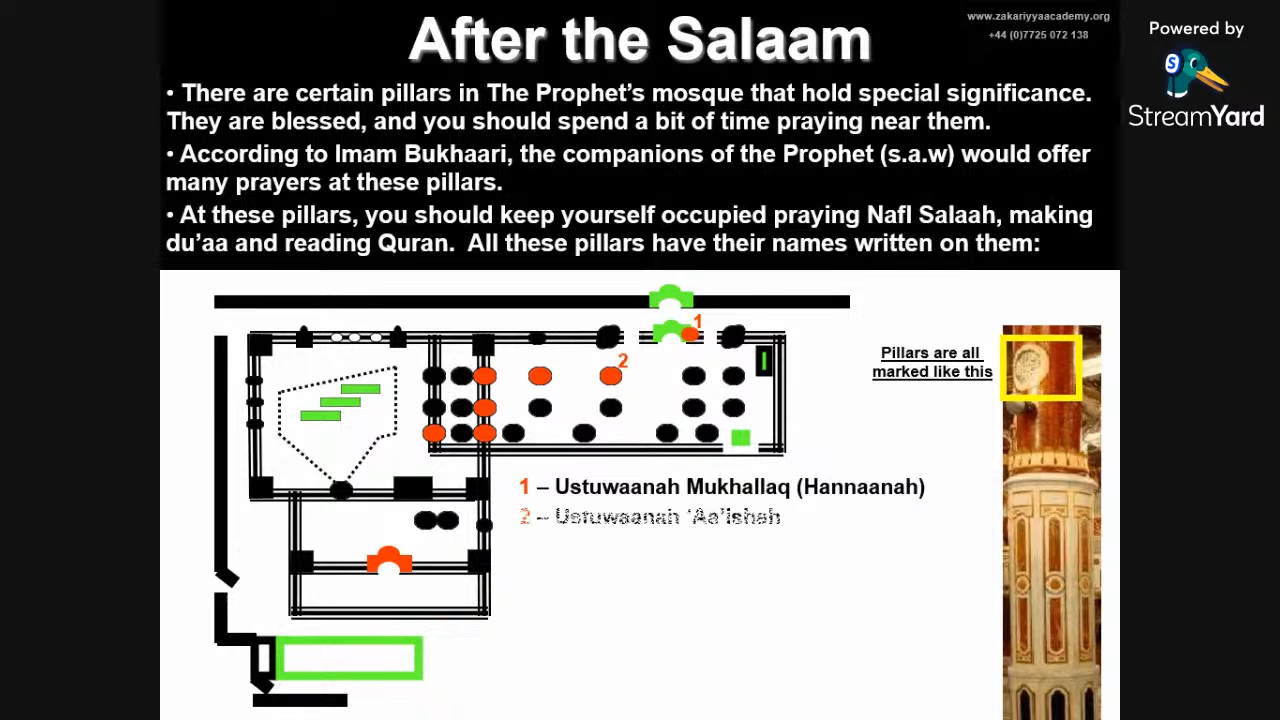 After the Salaam
www.zakariyyaacademy.org
+44 (0)7725 072 138
Powered by
StreamYard
• There are certain pillars in The Prophet's mosque that hold special significance.
They are blessed, and you should spend a bit of time praying near them.
• According to Imam Bukhaari, the companions of the Prophet (s.a.w) would offer
many prayers at these pillars.
• At these pillars, you should keep yourself occupied praying Nafl Salaah, making
du'aa and reading Quran. All these pillars have their names written on them:
1
2
Pillars are all
marked like this
1 – Ustuwaanah Mukhallaq (Hannaanah)
2 – Ustuwaanah 'Aa'ishah